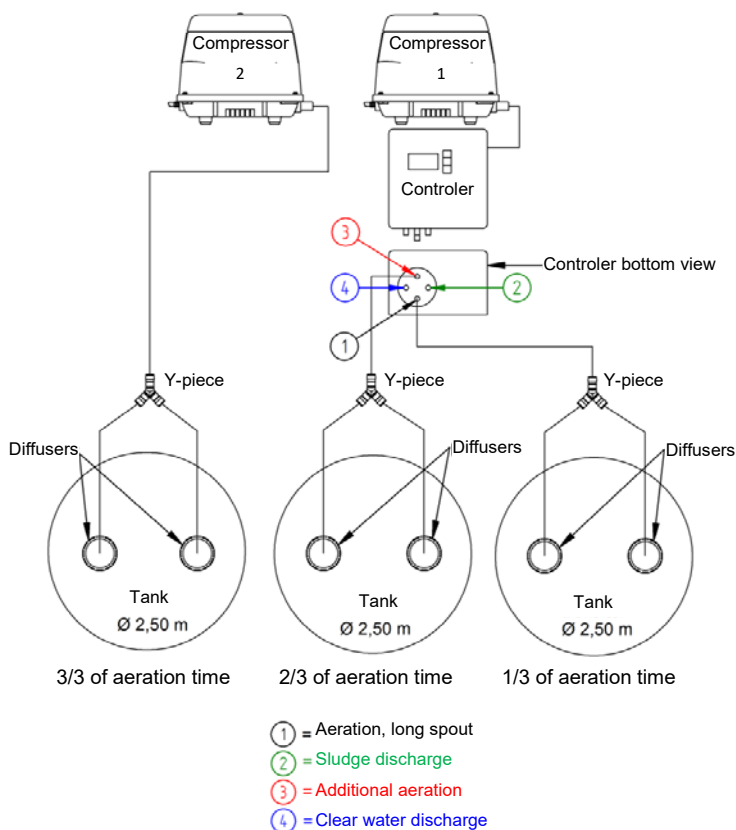 Compressor
2
Compressor
1
Controler
3
Controler bottom view
4
2
1
Y-piece
Y-piece
Y-piece
Diffusers
Diffusers
Diffusers
Tank
Ø 2,50 m
Tank
Ø 2,50 m
Tank
Ø 2,50 m
3/3 of aeration time
2/3 of aeration time
1/3 of aeration time
1 = Aeration, long spout
2 = Sludge discharge
3 = Additional aeration
4 = Clear water discharge